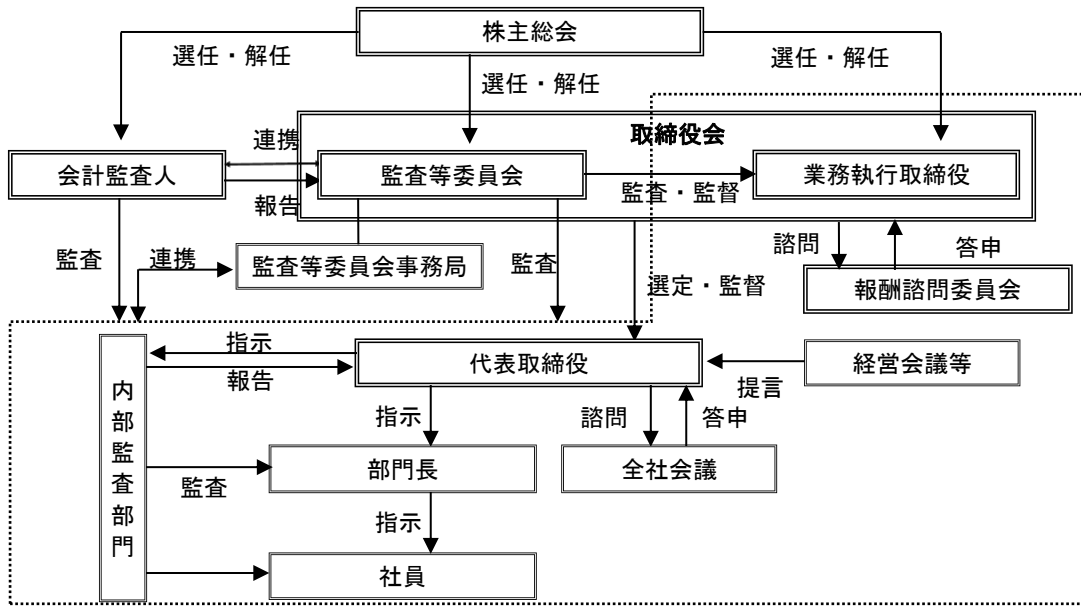 株主総会
選任・解任
選任・解任
選任・解任
取締役会
連携
会計監査人
監査等委員会
業務執行取締役
報告
監査・監督
監査
連携
監査等委員会事務局
監査
選定・監督
諮問
答申
報酬諮問委員会
内部監査部門
指示
報告
代表取締役
提言
経営会議等
指示
諮問
答申
監査
部門長
全社会議
指示
社員